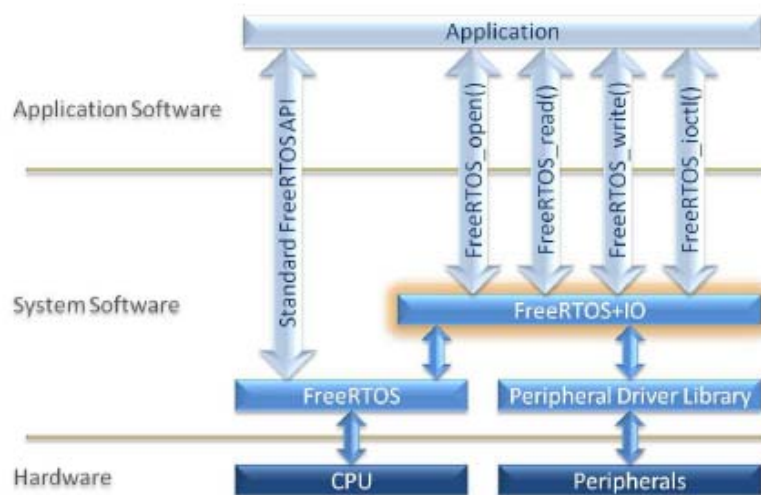 Application
Application Software
Standard FreeRTOS API
FreeRTOS_open()
FreeRTOS_read()
FreeRTOS_write()
FreeRTOS_ioctl()
System Software
FreeRTOS+IO
FreeRTOS
Peripheral Driver Library
Hardware
CPU
Peripherals